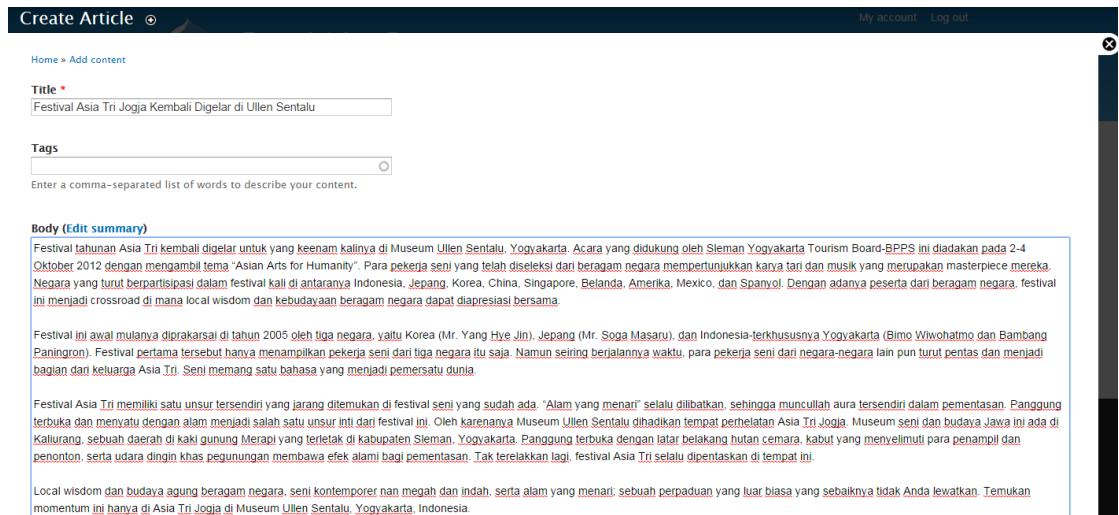 Create Article
My account Log out
Home » Add content
Title *
Festival Asia Tri Jogja Kembali Digelar di Ullen Sentalu
Tags
Enter a comma-separated list of words to describe your content.
Body (Edit summary)
Festival tahunan Asia Tri kembali digelar untuk yang keenam kalinya di Museum Ullen Sentalu, Yogyakarta. Acara yang didukung oleh Sleman Yogyakarta Tourism Board-BPPS ini diadakan pada 2-4
Oktober 2012 dengan mengambil tema “Asian Arts for Humanity”. Para pekerja seni yang telah diseleksi dari beragam negara mempertunjukkan karya tari dan musik yang merupakan masterpiece mereka.
Negara yang turut berpartisipasi dalam festival kali di antaranya Indonesia, Jepang, Korea, China, Singapore, Belanda, Amerika, Mexico, dan Spanyol. Dengan adanya peserta dari beragam negara, festival
ini menjadi crossroad di mana local wisdom dan kebudayaan beragam negara dapat diapresiasi bersama.
Festival ini awal mulanya diprakarsai di tahun 2005 oleh tiga negara, yaitu Korea (Mr. Yang Hye Jin), Jepang (Mr. Soga Masaru), dan Indonesia-terkhususnya Yogyakarta (Bimo Wiwohatmo dan Bambang
Paningron). Festival pertama tersebut hanya menampilkan pekerja seni dari tiga negara itu saja. Namun seiring berjalannya waktu, para pekerja seni dari negara-negara lain pun turut pentas dan menjadi
bagian dari keluarga Asia Tri. Seni memang satu bahasa yang menjadi pemersatu dunia.
Festival Asia Tri memiliki satu unsur tersendiri yang jarang ditemukan di festival seni yang sudah ada. “Alam yang menari” selalu dilibatkan, sehingga muncullah aura tersendiri dalam pementasan. Panggung
terbuka dan menyatu dengan alam menjadi salah satu unsur inti dari festival ini. Oleh karenanya Museum Ullen Sentalu dihadikan tempat perhelatan Asia Tri Jogja. Museum seni dan budaya Jawa ini ada di
Kaliurang, sebuah daerah di kaki gunung Merapi yang terletak di kabupaten Sleman, Yogyakarta. Panggung terbuka dengan latar belakang hutan cemara, kabut yang menyelimuti para penampil dan
penonton, serta udara dingin khas pegunungan membawa efek alami bagi pementasan. Tak terelakkan lagi, festival Asia Tri selalu dipentaskan di tempat ini.
Local wisdom dan budaya agung beragam negara, seni kontemporer nan megah dan indah, serta alam yang menari; sebuah perpaduan yang luar biasa yang sebaiknya tidak Anda lewatkan. Temukan
momentum ini hanya di Asia Tri Jogja di Museum Ullen Sentalu, Yogyakarta, Indonesia.